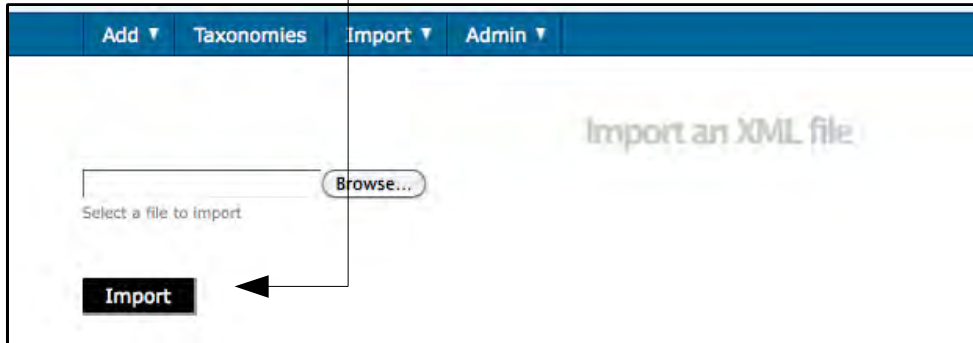 Add ▼ Taxonomies Import ▼ Admin ▼
Import an XML file
Browse...
Select a file to import
Import